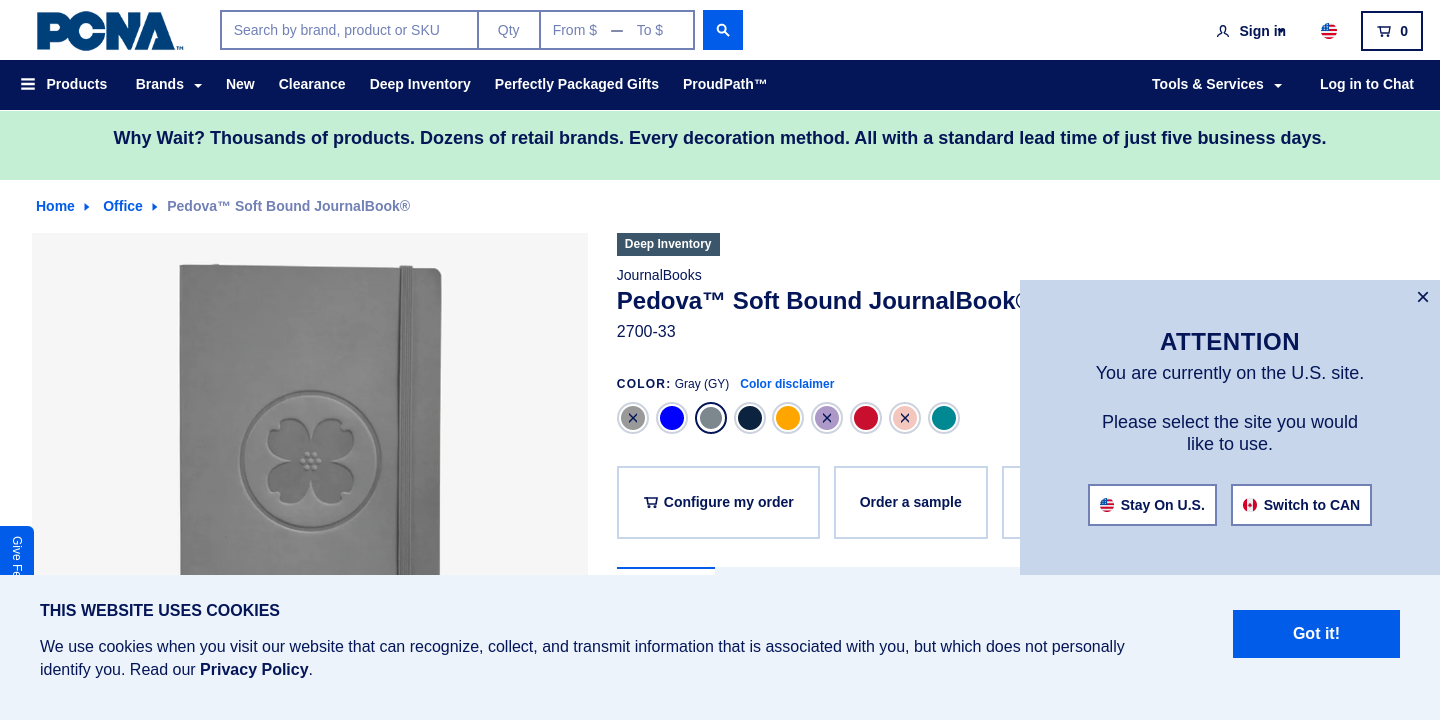 PCNA™
Search by brand, product or SKU
Qty
From $ — To $
Sign in
0
Products
Brands
New
Clearance
Deep Inventory
Perfectly Packaged Gifts
ProudPath™
Tools & Services
Log in to Chat
Why Wait? Thousands of products. Dozens of retail brands. Every decoration method. All with a standard lead time of just five business days.
Home
Office
Pedova™ Soft Bound JournalBook®
Deep Inventory
JournalBooks
Pedova™ Soft Bound JournalBook®
2700-33
COLOR: Gray (GY) Color disclaimer
Configure my order
Order a sample
ATTENTION
You are currently on the U.S. site.
Please select the site you would
like to use.
Stay On U.S.
Switch to CAN
Give
THIS WEBSITE USES COOKIES
We use cookies when you visit our website that can recognize, collect, and transmit information that is associated with you, but which does not personally
identify you. Read our Privacy Policy.
Got it!